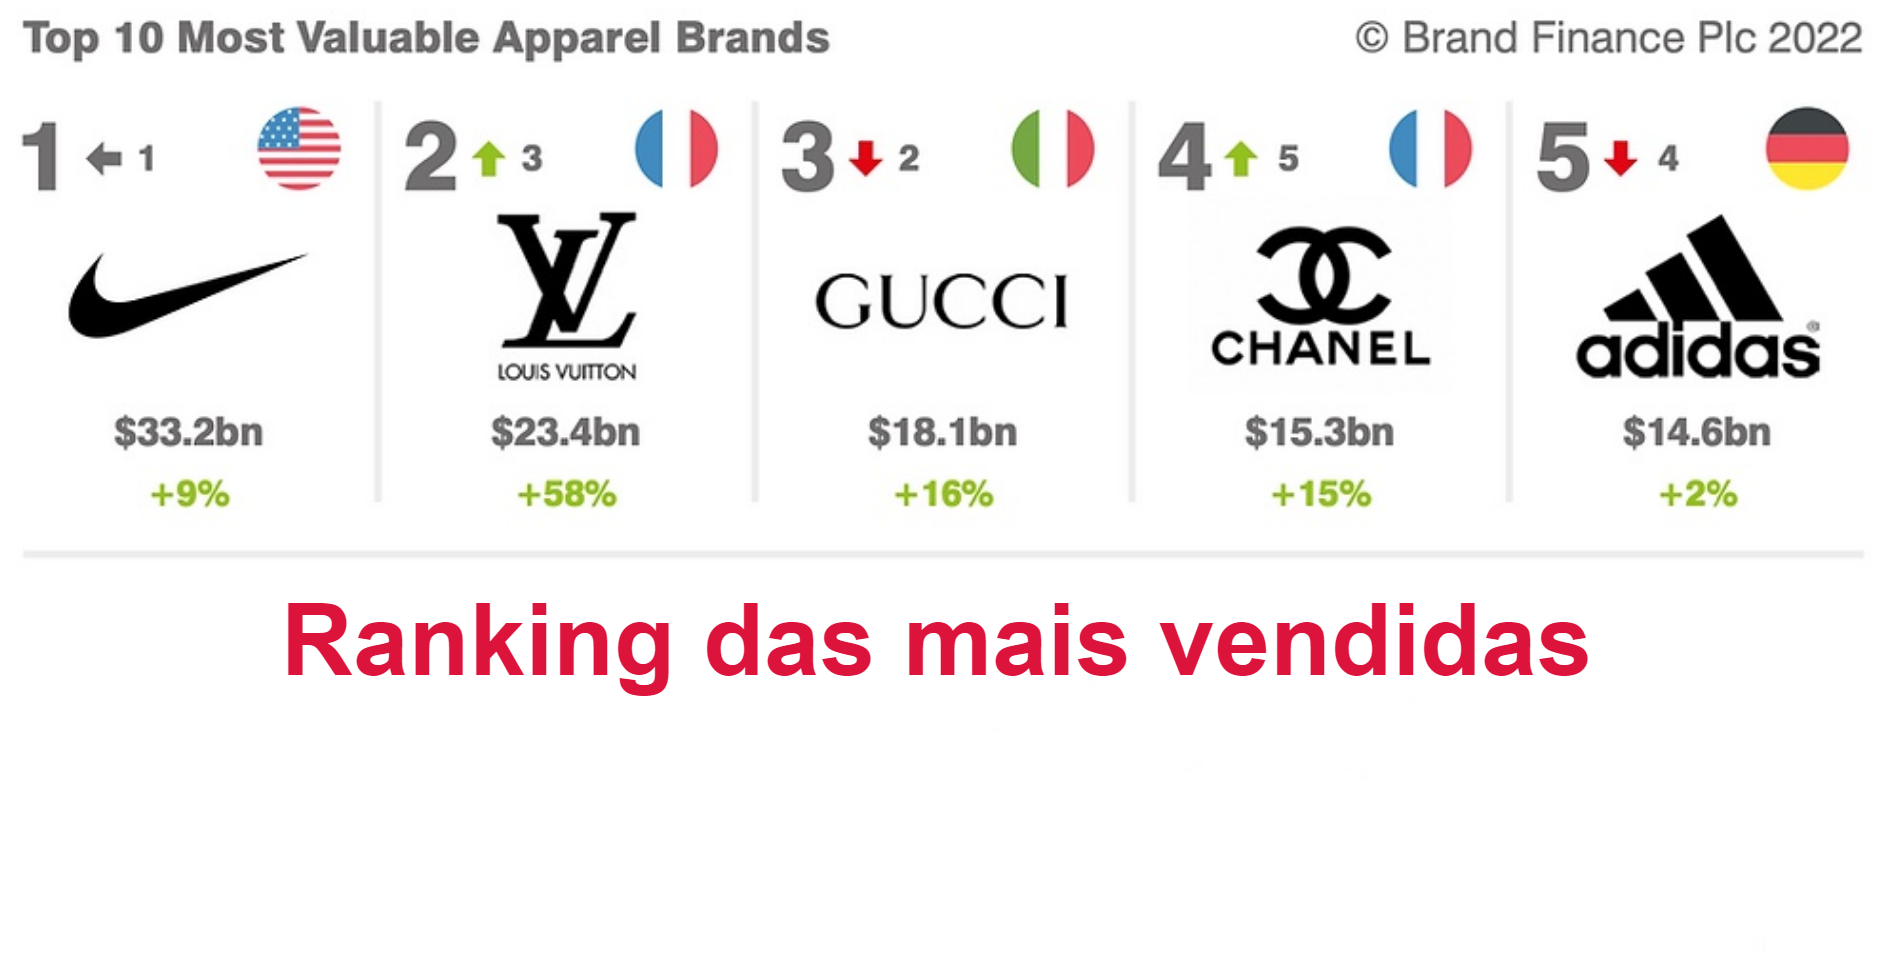 Top 10 Most Valuable Apparel Brands © Brand Finance Plc 2022
1 1 2 3 3 2 4 5 5 4
LOUIS VUITTON
GUCCI
CHANEL
adidas®
$33.2bn $23.4bn $18.1bn $15.3bn $14.6bn
+9% +58% +16% +15% +2%
Ranking das mais vendidas